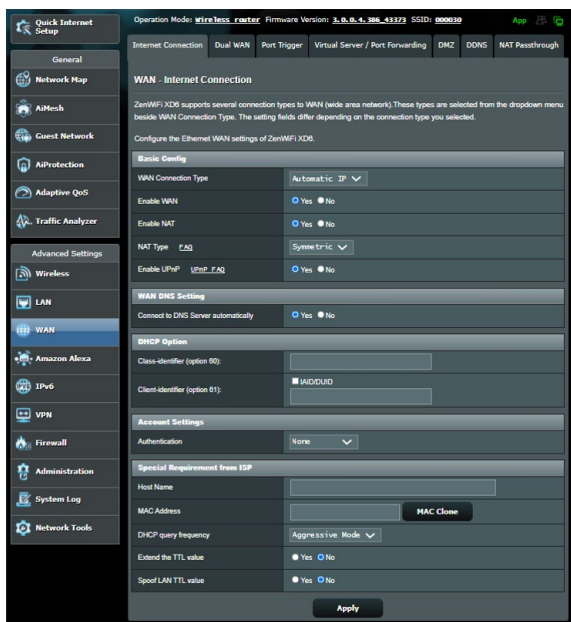 Quick Internet
Setup
General
Network Map
AiMesh
Guest Network
AiProtection
Adaptive QoS
Traffic Analyzer
Advanced Settings
Wireless
LAN
WAN
Amazon Alexa
IPv6
VPN
Firewall
Administration
System Log
Network Tools
Operation Mode: Wireless router Firmware Version: 3.0.0.4.386_43373 SSID: 000030 App
Internet Connection Dual WAN Port Trigger Virtual Server / Port Forwarding DMZ DDNS NAT Passthrough
WAN - Internet Connection
ZenWiFi XD6 supports several connection types to WAN (wide area network).These types are selected from the dropdown menu
beside WAN Connection Type. The setting fields differ depending on the connection type you selected.
Configure the Ethernet WAN settings of ZenWiFi XD6.
Basic Config
WAN Connection Type Automatic IP
Enable WAN Yes No
Enable NAT Yes No
NAT Type FAQ Symmetric
Enable UPnP UPnP FAQ Yes No
WAN DNS Setting
Connect to DNS Server automatically Yes No
DHCP Option
Class-identifier (option 60):
Client-identifier (option 61): IAID/DUID
Account Settings
Authentication None
Special Requirement from ISP
Host Name
MAC Address MAC Clone
DHCP query frequency Aggressive Mode
Extend the TTL value Yes No
Spoof LAN TTL value Yes No
Apply